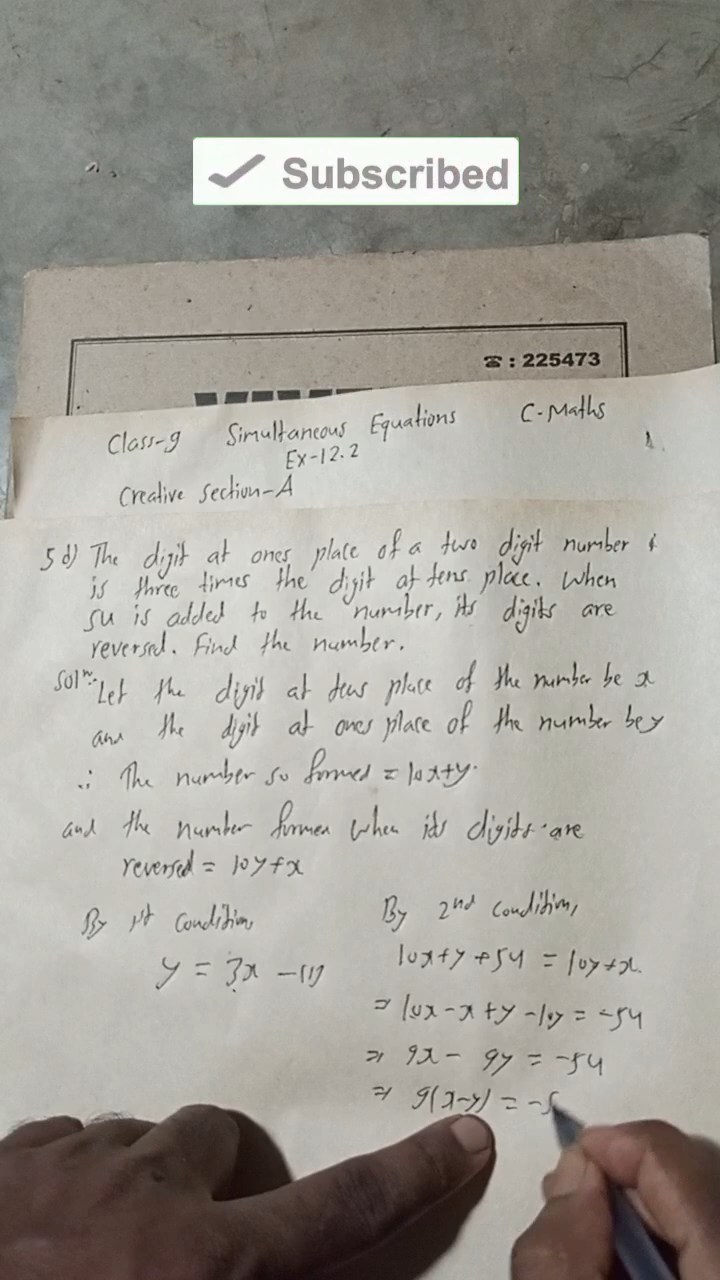 ✓ Subscribed
☎ : 225473
Class-9 Simultaneous Equations C-Maths
Ex-12.2
Creative Section-A
5 d) The digit at ones place of a two digit number
is three times the digit at tens place. When
54 is added to the number, its digits are
reversed. Find the number.
Solⁿ:
Let the digit at tens place of the number be x
and the digit at ones place of the number be y
∴ The number so formed = 10x+y.
and the number formed when its digits are
reversed = 10y+x
By 1st condition
y = 3x -(1)
By 2nd condition,
10x+y+54 = 10y+x.
⇒ 10x-x+y-10y = -54
⇒ 9x - 9y = -54
⇒ 9(x-y) = -5